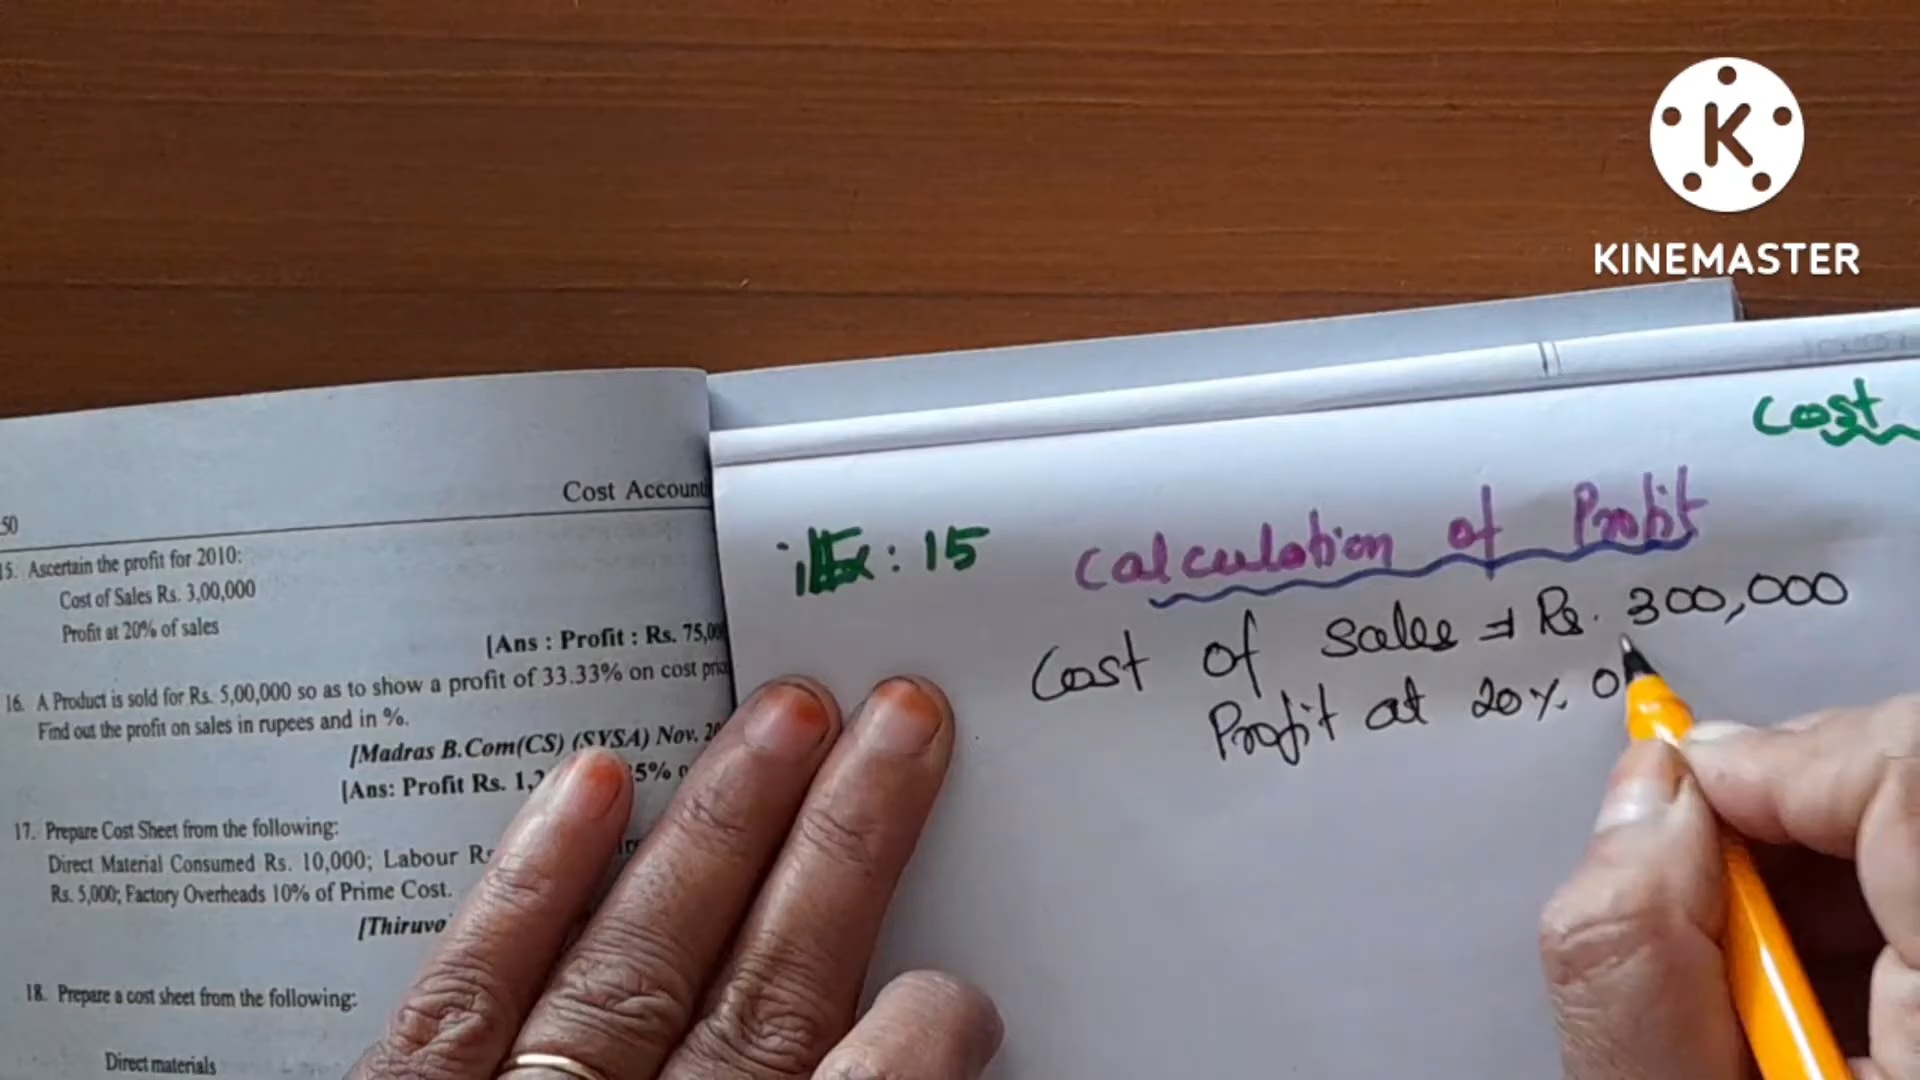 KINEMASTER
Cost
Cost Account
50
15. Ascertain the profit for 2010:
Cost of Sales Rs. 3,00,000
Profit at 20% of sales
[Ans : Profit : Rs. 75,00
16. A Product is sold for Rs. 5,00,000 so as to show a profit of 33.33% on cost
Find out the profit on sales in rupees and in %.
[Madras B.Com(CS) (SYSA) Nov.
[Ans: Profit Rs. 1,2 5%
17. Prepare Cost Sheet from the following:
Direct Material Consumed Rs. 10,000; Labour
Rs. 5,000; Factory Overheads 10% of Prime Cost.
[Thiruvo
18. Prepare a cost sheet from the following:
Direct materials
illEx : 15 Calculation of Profit
Cost of Sales = Rs. 300,000
Profit at 20% of